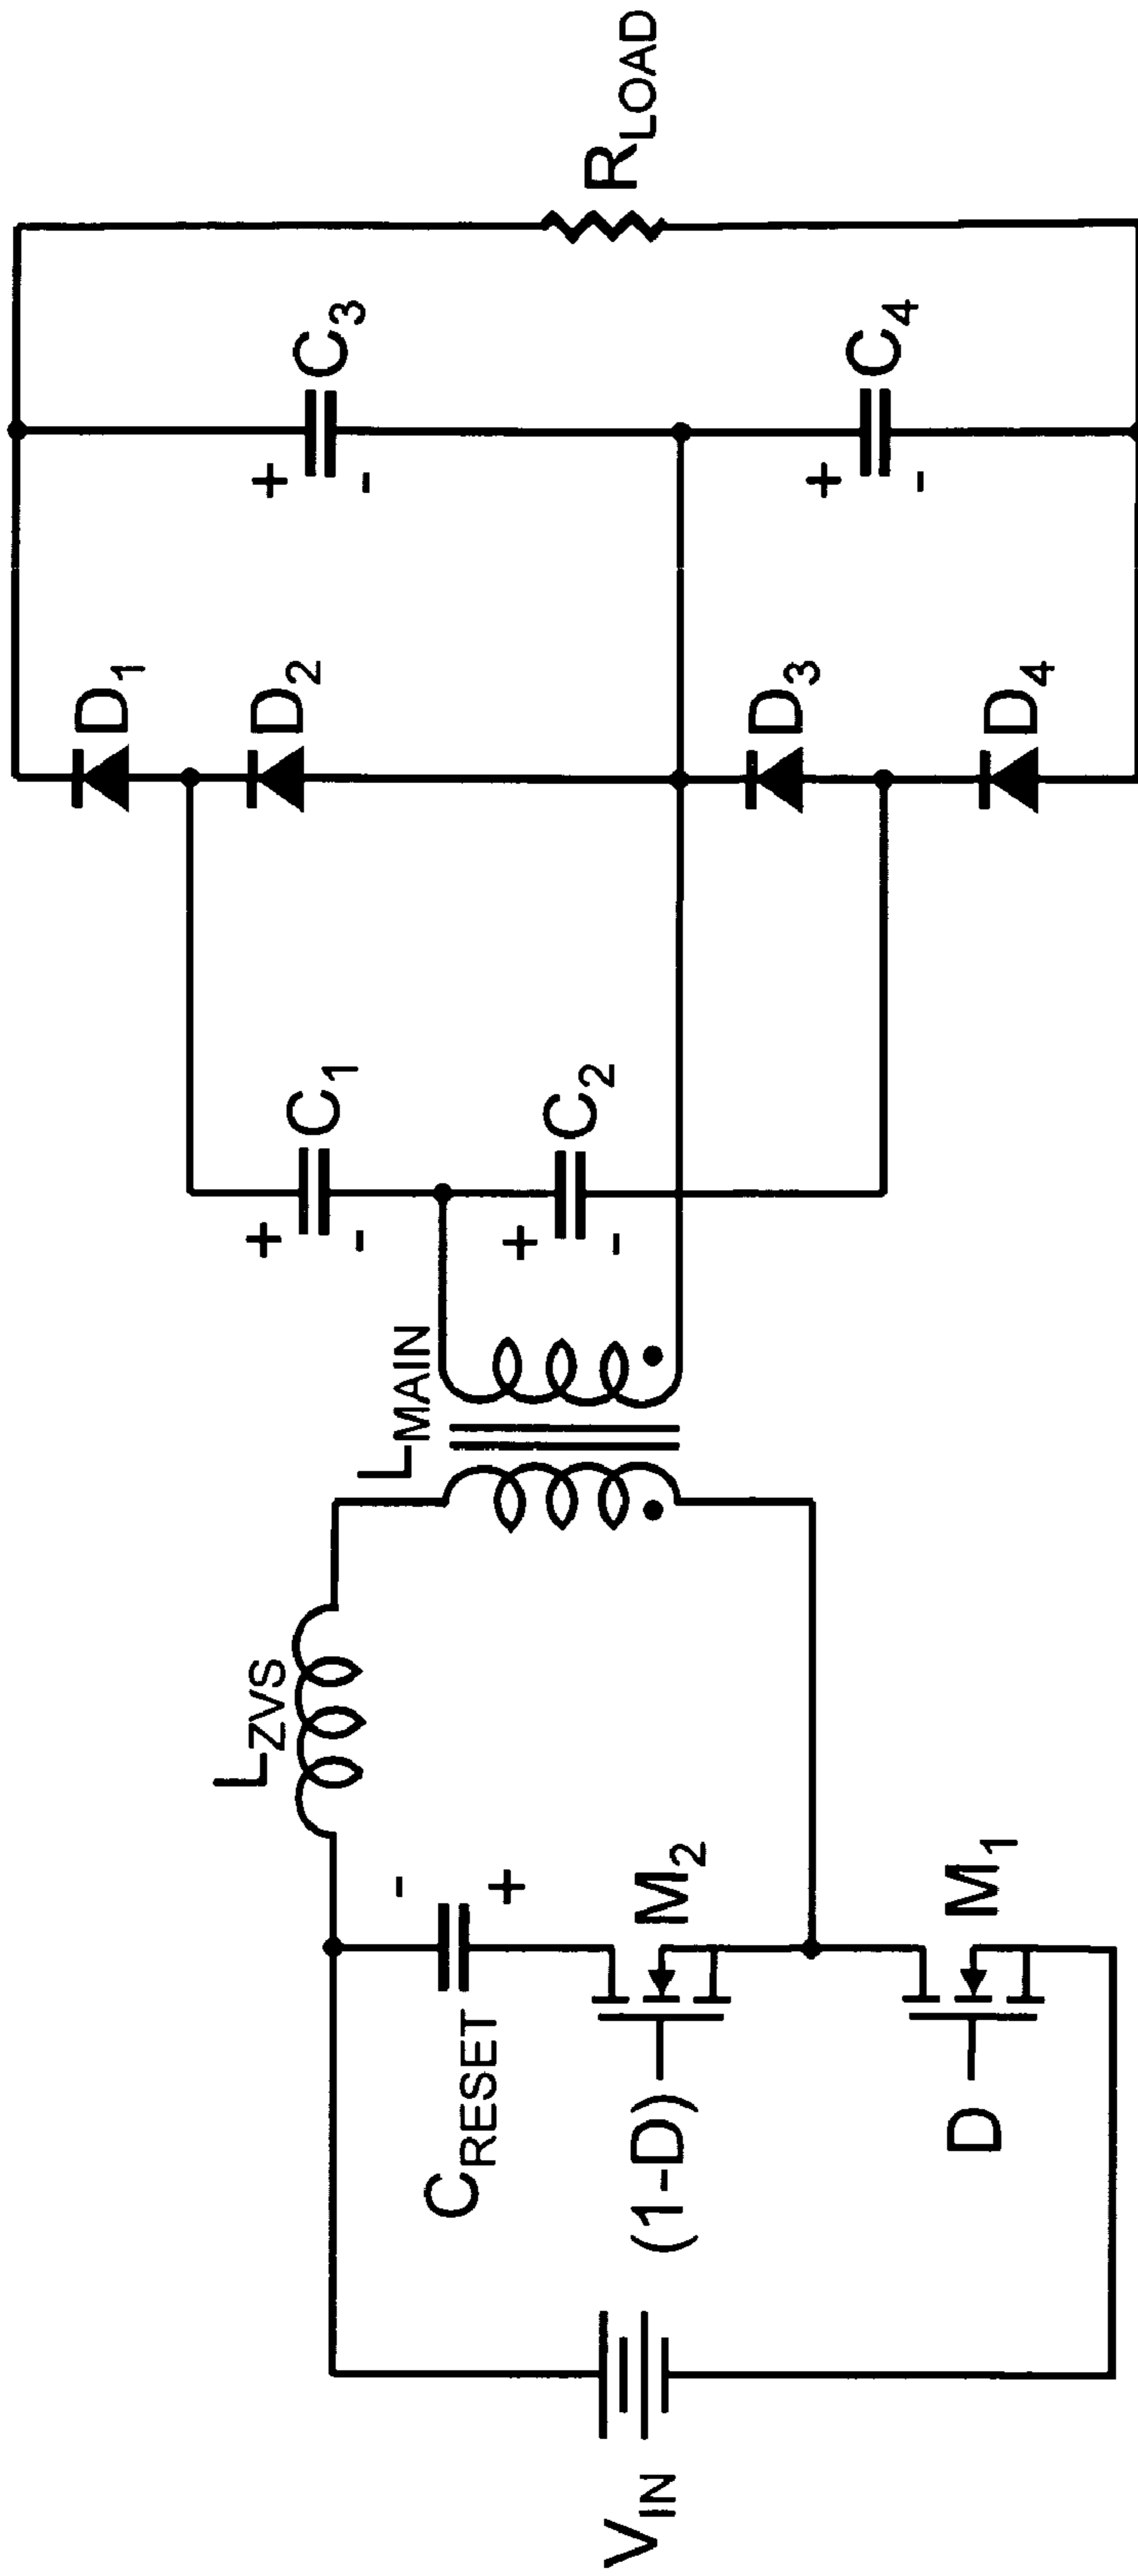 V_IN
C_RESET
-
+
(1-D)
M_2
D
M_1
L_ZVS
L_MAIN
+
-
C_1
+
-
C_2
D_1
D_2
D_3
D_4
+
-
C_3
+
-
C_4
R_LOAD